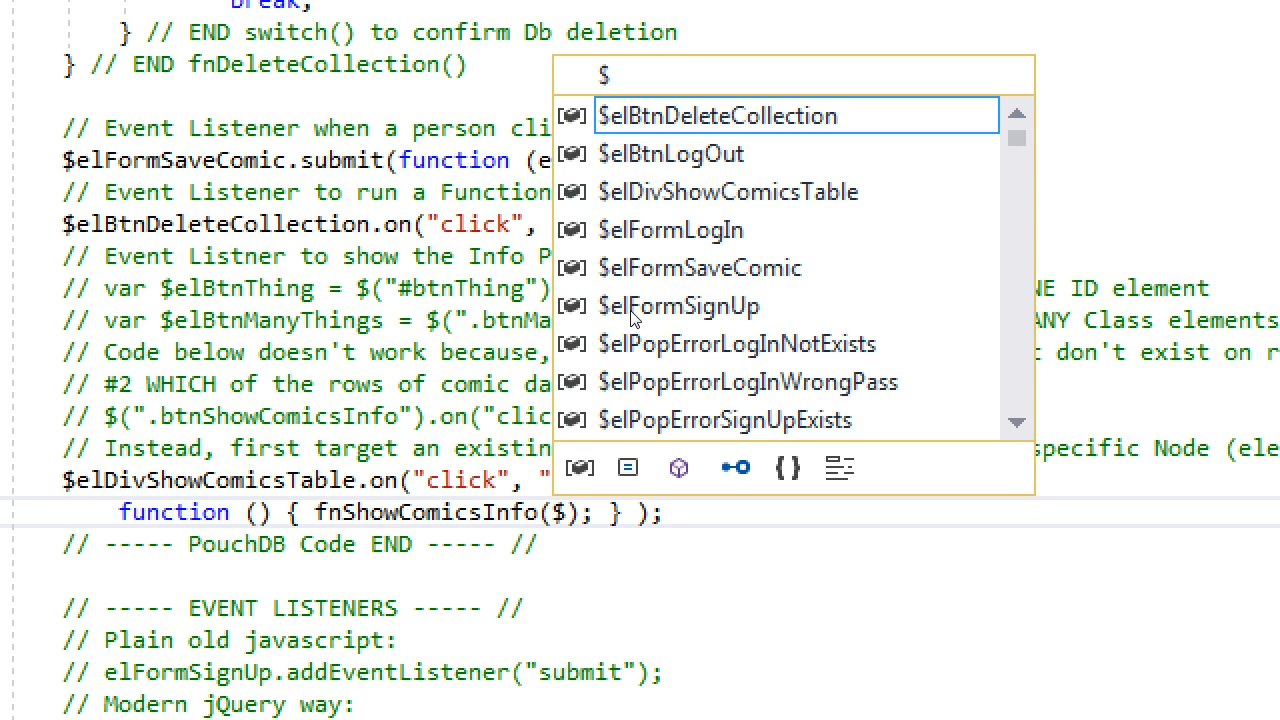 break;
} // END switch() to confirm Db deletion
} // END fnDeleteCollection()
$
// Event Listener when a person cli
$elFormSaveComic.submit(function (e
// Event Listener to run a Function
$elBtnDeleteCollection.on("click",
// Event Listner to show the Info P
// var $elBtnThing = $("#btnThing") NE ID element
// var $elBtnManyThings = $(".btnMa ANY Class elements
// Code below doesn't work because, t don't exist on r
// #2 WHICH of the rows of comic da
// $(".btnShowComicsInfo").on("clic
// Instead, first target an existin specific Node (ele
$elDivShowComicsTable.on("click", "
function () { fnShowComicsInfo($); } );
// ----- PouchDB Code END ----- //
// ----- EVENT LISTENERS ----- //
// Plain old javascript:
// elFormSignUp.addEventListener("submit");
// Modern jQuery way:
$elBtnDeleteCollection
$elBtnLogOut
$elDivShowComicsTable
$elFormLogIn
$elFormSaveComic
$elFormSignUp
$elPopErrorLogInNotExists
$elPopErrorLogInWrongPass
$elPopErrorSignUpExists